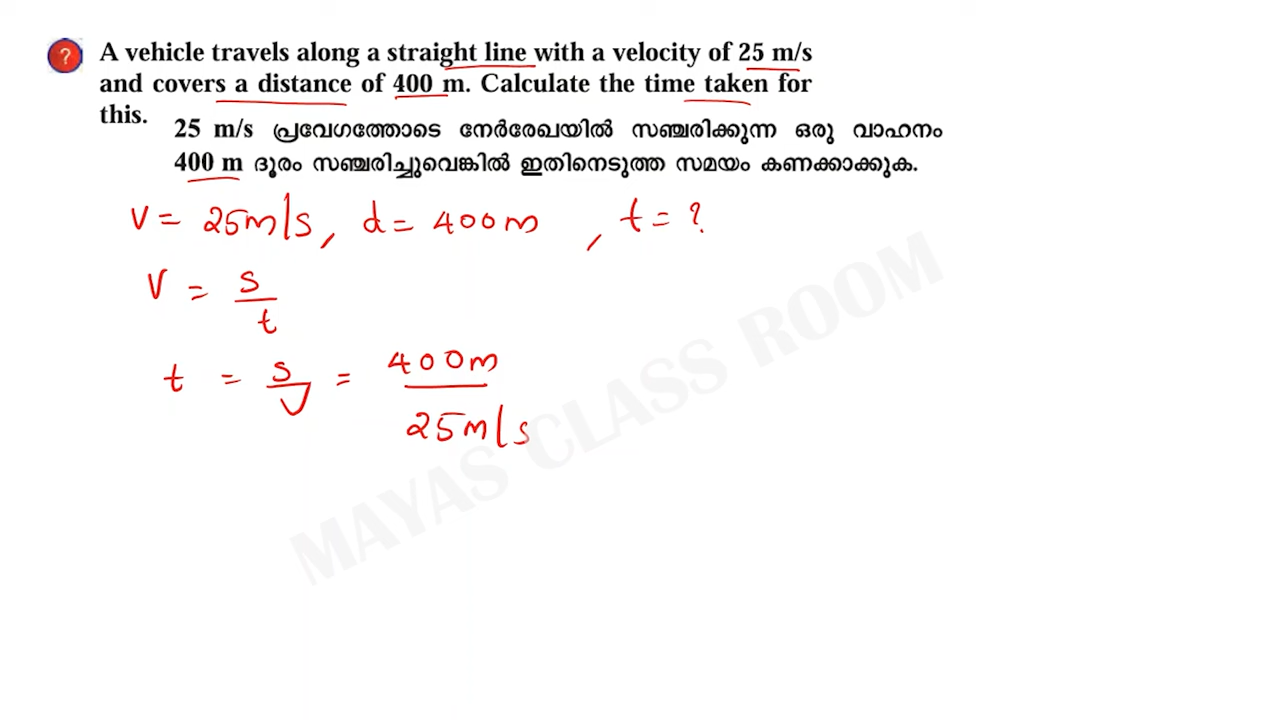 ?
A vehicle travels along a straight line with a velocity of 25 m/s
and covers a distance of 400 m. Calculate the time taken for
this.
25 m/s പ്രവേഗത്തോടെ നേർരേഖയിൽ സഞ്ചരിക്കുന്ന ഒരു വാഹനം
400 m ദൂരം സഞ്ചരിച്ചുവെങ്കിൽ ഇതിനെടുത്ത സമയം കണക്കാക്കുക.
V = 25m/s, d = 400m , t = ?
V = s/t
t = s/v = 400m / 25m/s
MAYAS CLASS ROOM